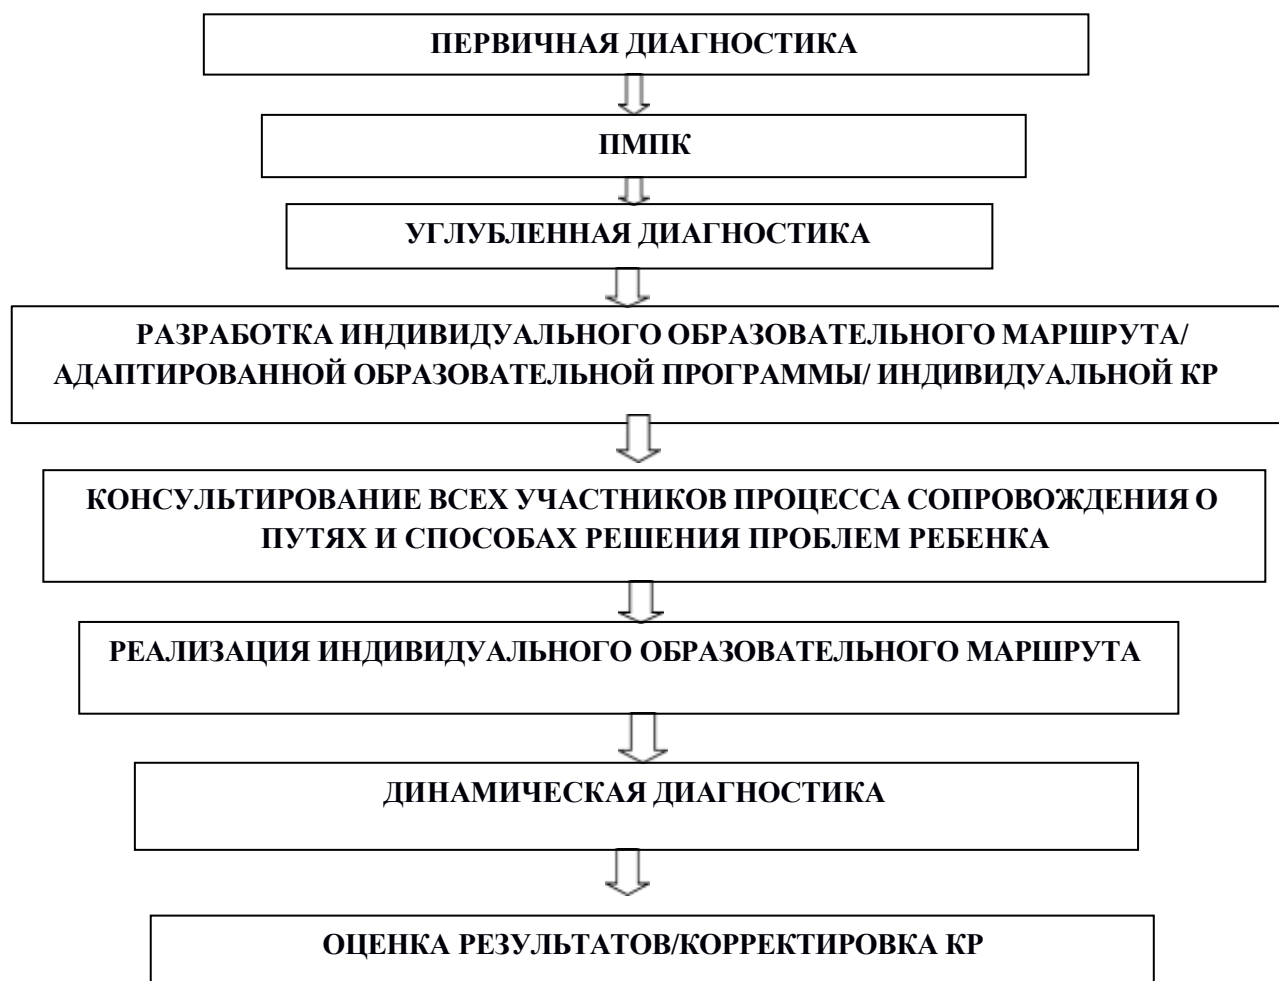 ПЕРВИЧНАЯ ДИАГНОСТИКА
ПМПК
УГЛУБЛЕННАЯ ДИАГНОСТИКА
РАЗРАБОТКА ИНДИВИДУАЛЬНОГО ОБРАЗОВАТЕЛЬНОГО МАРШРУТА/
АДАПТИРОВАННОЙ ОБРАЗОВАТЕЛЬНОЙ ПРОГРАММЫ/ ИНДИВИДУАЛЬНОЙ КР
КОНСУЛЬТИРОВАНИЕ ВСЕХ УЧАСТНИКОВ ПРОЦЕССА СОПРОВОЖДЕНИЯ О
ПУТЯХ И СПОСОБАХ РЕШЕНИЯ ПРОБЛЕМ РЕБЕНКА
РЕАЛИЗАЦИЯ ИНДИВИДУАЛЬНОГО ОБРАЗОВАТЕЛЬНОГО МАРШРУТА
ДИНАМИЧЕСКАЯ ДИАГНОСТИКА
ОЦЕНКА РЕЗУЛЬТАТОВ/КОРРЕКТИРОВКА КР